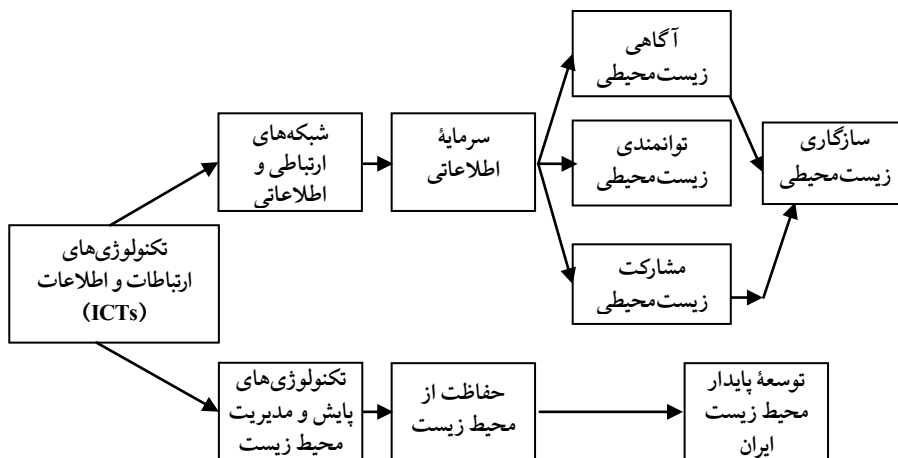 تکنولوژی‌های
ارتباطات و اطلاعات
(ICTs)
شبکه‌های
ارتباطی و
اطلاعاتی
سرمایهٔ
اطلاعاتی
آگاهی
زیست‌محیطی
توانمندی
زیست‌محیطی
مشارکت
زیست‌محیطی
سازگاری
زیست‌محیطی
تکنولوژی‌های
پایش و مدیریت
محیط زیست
حفاظت از
محیط زیست
توسعهٔ پایدار
محیط زیست
ایران